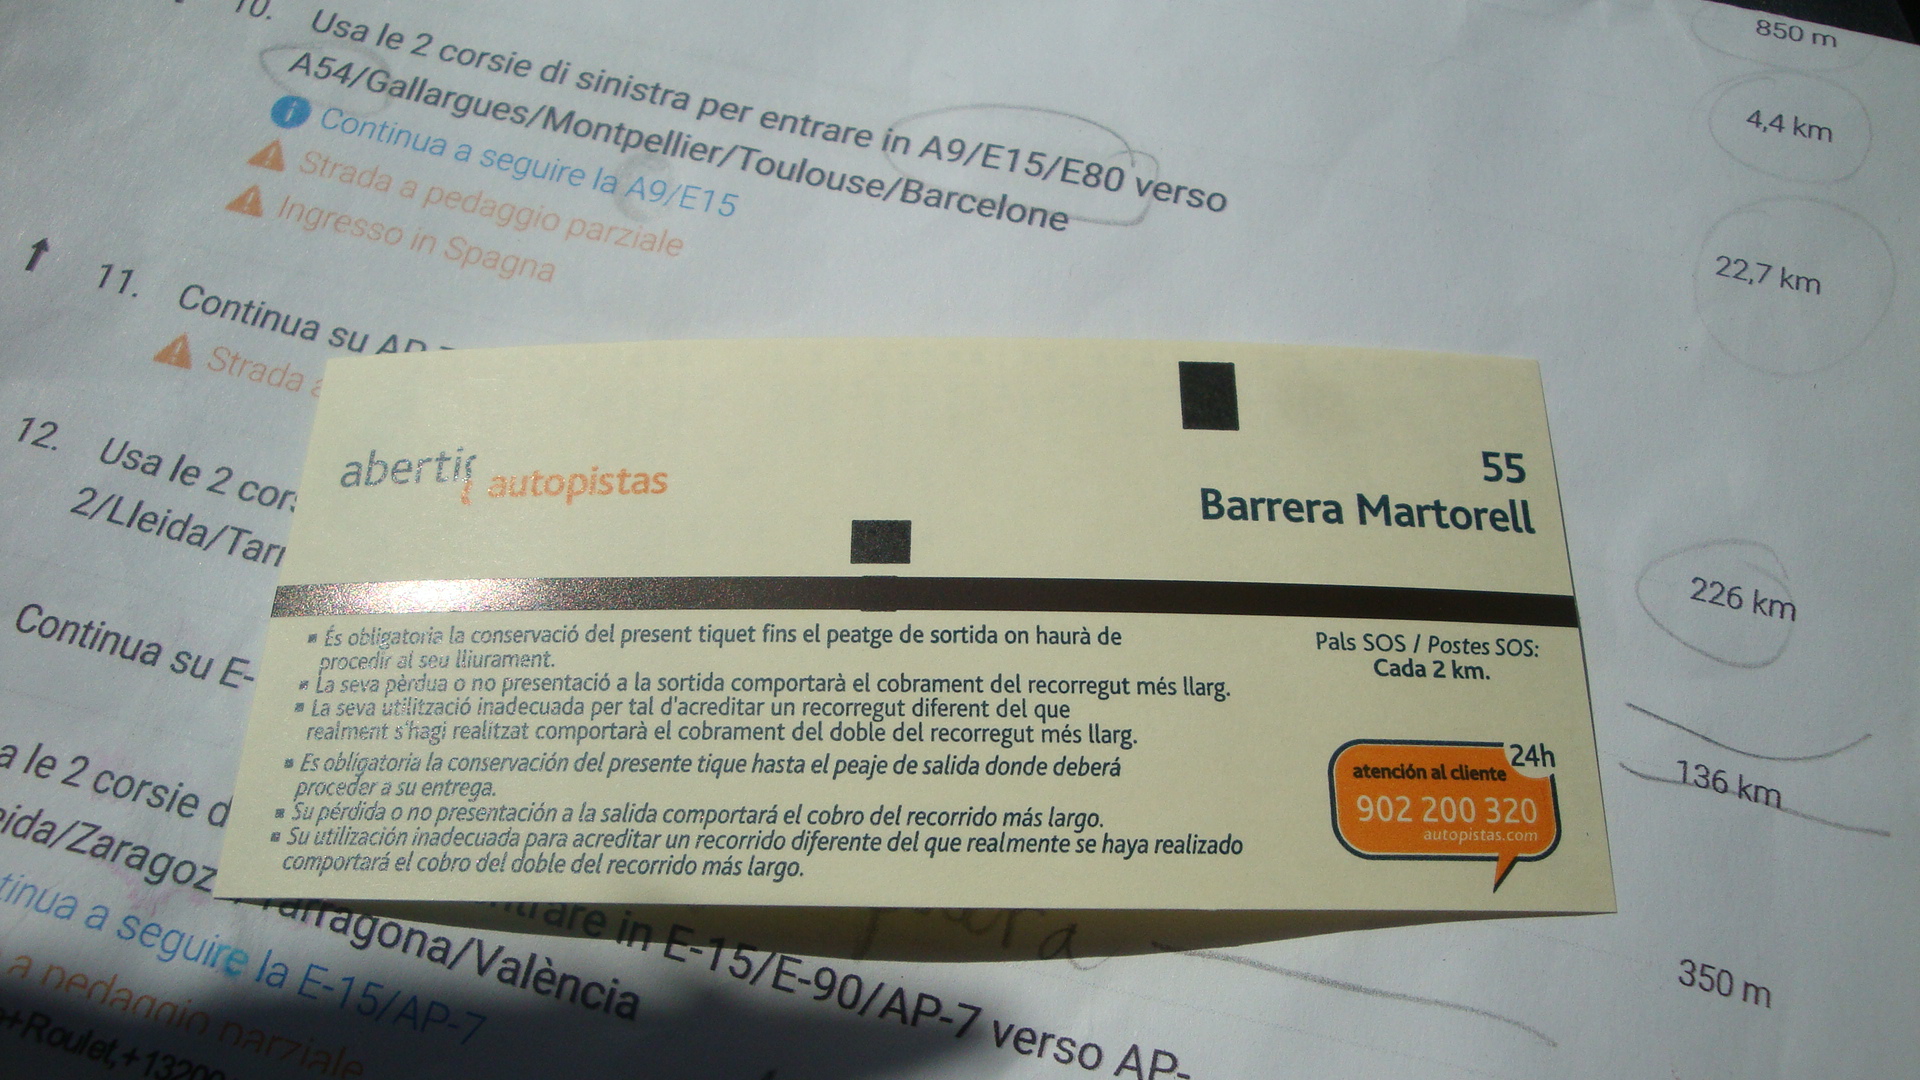 10.
Usa le 2 corsie di sinistra per entrare in A9/E15/E80 verso
A54/Gallargues/Montpellier/Toulouse/Barcelone
Continua a seguire la A9/E15
Strada a pedaggio parziale
Ingresso in Spagna
850 m
4,4 km
22,7 km
11. Continua su
Strada
226 km
12. Usa le 2
2/Lleida/
Continua su E-
136 km
abertis autopistas
55
Barrera Martorell
És obligatoria la conservació del present tiquet fins el peatge de sortida on haurà de
procedir al seu lliurament.
La seva pèrdua o no presentació a la sortida comportarà el cobrament del recorregut més llarg.
La seva utilització inadecuada per tal d'acreditar un recorregut diferent del que
realment s'hagi realitzat comportarà el cobrament del doble del recorregut més llarg.
Es obligatoria la conservación del presente tique hasta el peaje de salida donde deberá
proceder a su entrega.
Su pérdida o no presentación a la salida comportará el cobro del recorrido más largo.
Su utilización inadecuada para acreditar un recorrido diferente del que realmente se haya realizado
comportará el cobro del doble del recorrido más largo.
Pals SOS / Postes SOS:
Cada 2 km.
24h
atención al cliente
902 200 320
autopistas.com
a le 2 corsie d
in E-15/E-90/AP-7 verso AP-
Tarragona/València
a seguire la E-15/AP-7
a pedaggio parziale
350 m
+Roulet,+